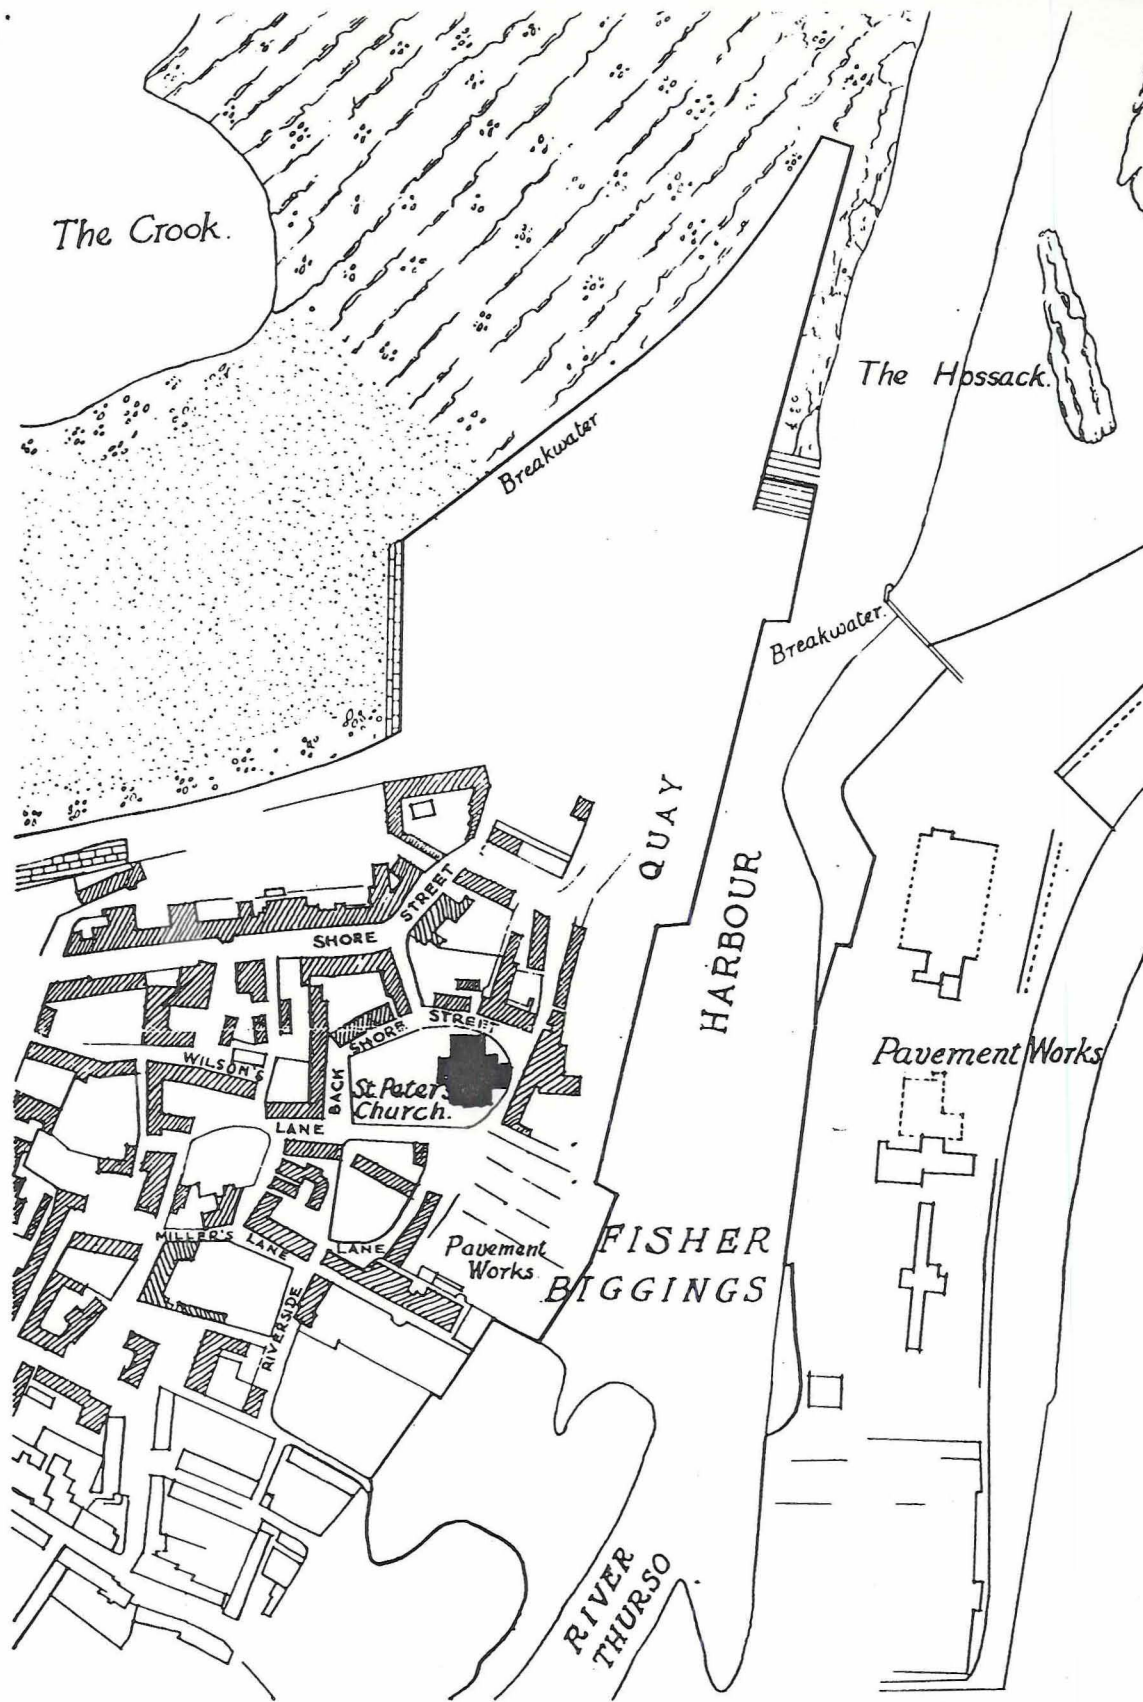 The Crook.
The Hossack.
Breakwater
Breakwater.
QUAY
HARBOUR
SHORE
STREET
SHORE
STREET
BACK
WILSON'S
LANE
St. Peter's
Church.
Pavement Works
MILLER'S LANE
LANE
Pavement
Works
FISHER
BIGGINGS
RIVERSIDE
RIVER
THURSO